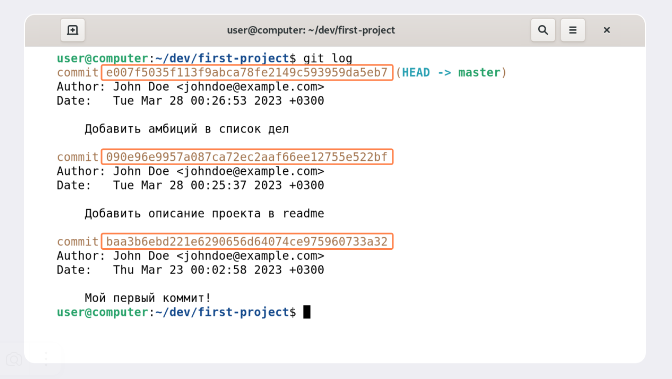 user@computer: ~/dev/first-project
user@computer:~/dev/first-project$ git log
commit e007f5035f113f9abca78fe2149c593959da5eb7 (HEAD -> master)
Author: John Doe <johndoe@example.com>
Date:   Tue Mar 28 00:26:53 2023 +0300
Добавить амбиций в список дел
commit 090e96e9957a087ca72ec2aaf66ee12755e522bf
Author: John Doe <johndoe@example.com>
Date:   Tue Mar 28 00:25:37 2023 +0300
Добавить описание проекта в readme
commit baa3b6ebd221e6290656d64074ce975960733a32
Author: John Doe <johndoe@example.com>
Date:   Thu Mar 23 00:02:58 2023 +0300
Мой первый коммит!
user@computer:~/dev/first-project$